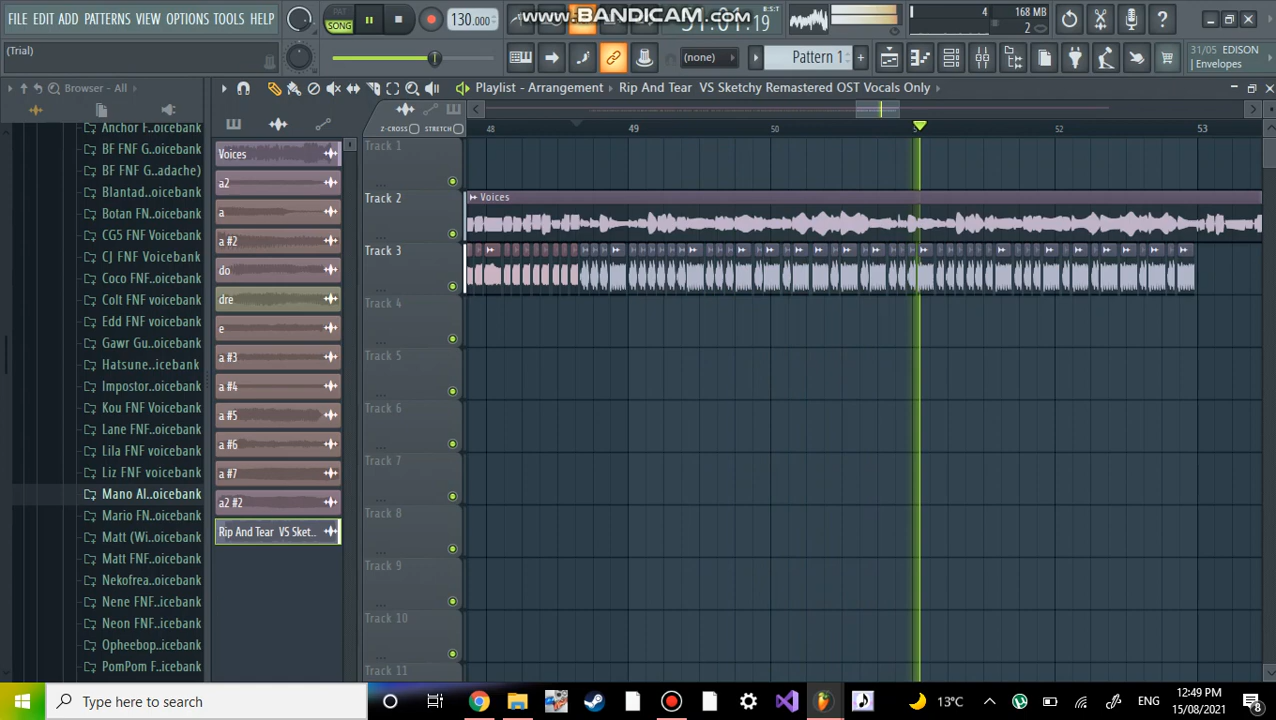 FILE EDIT ADD PATTERNS VIEW OPTIONS TOOLS HELP
(Trial)
PAT
SONG
130.000
www.BANDICAM.com
51:01:19
B:S:T
4
168 MB
2
(none)
Pattern 1
31/05 EDISON
| Envelopes
Browser - All
Playlist - Arrangement
Rip And Tear VS Sketchy Remastered OST Vocals Only
Z-CROSS
STRETCH
48
49
50
52
53
Anchor F..oicebank
BF FNF G..oicebank
BF FNF G..adache)
Blantad..oicebank
Botan FN..oicebank
CG5 FNF..oicebank
CJ FNF Voicebank
Coco FNF..oicebank
Colt FNF..oicebank
Edd FNF voicebank
Gawr Gu..oicebank
Hatsune..icebank
Impostor..oicebank
Kou FNF Voicebank
Lane FNF..oicebank
Lila FNF voicebank
Liz FNF voicebank
Mano Al..oicebank
Mario FN..oicebank
Matt (Wi..oicebank
Matt FNF..oicebank
Nekofrea..oicebank
Nene FNF..oicebank
Neon FNF..oicebank
Opheebop..oicebank
PomPom F..oicebank
Voices
a2
a
a #2
do
dre
e
a #3
a #4
a #5
a #6
a #7
a2 #2
Rip And Tear VS Sket..
Track 1
Track 2
Track 3
Track 4
Track 5
Track 6
Track 7
Track 8
Track 9
Track 10
Track 11
Voices
Type here to search
13°C
ENG
12:49 PM
15/08/2021
8